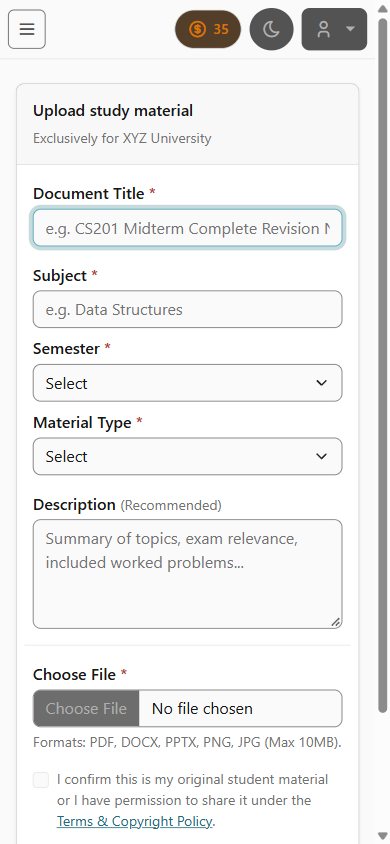 35
Upload study material
Exclusively for XYZ University
Document Title *
e.g. CS201 Midterm Complete Revision N
Subject *
e.g. Data Structures
Semester *
Select
Material Type *
Select
Description (Recommended)
Summary of topics, exam relevance,
included worked problems...
Choose File *
Choose File No file chosen
Formats: PDF, DOCX, PPTX, PNG, JPG (Max 10MB).
I confirm this is my original student material
or I have permission to share it under the
Terms & Copyright Policy.